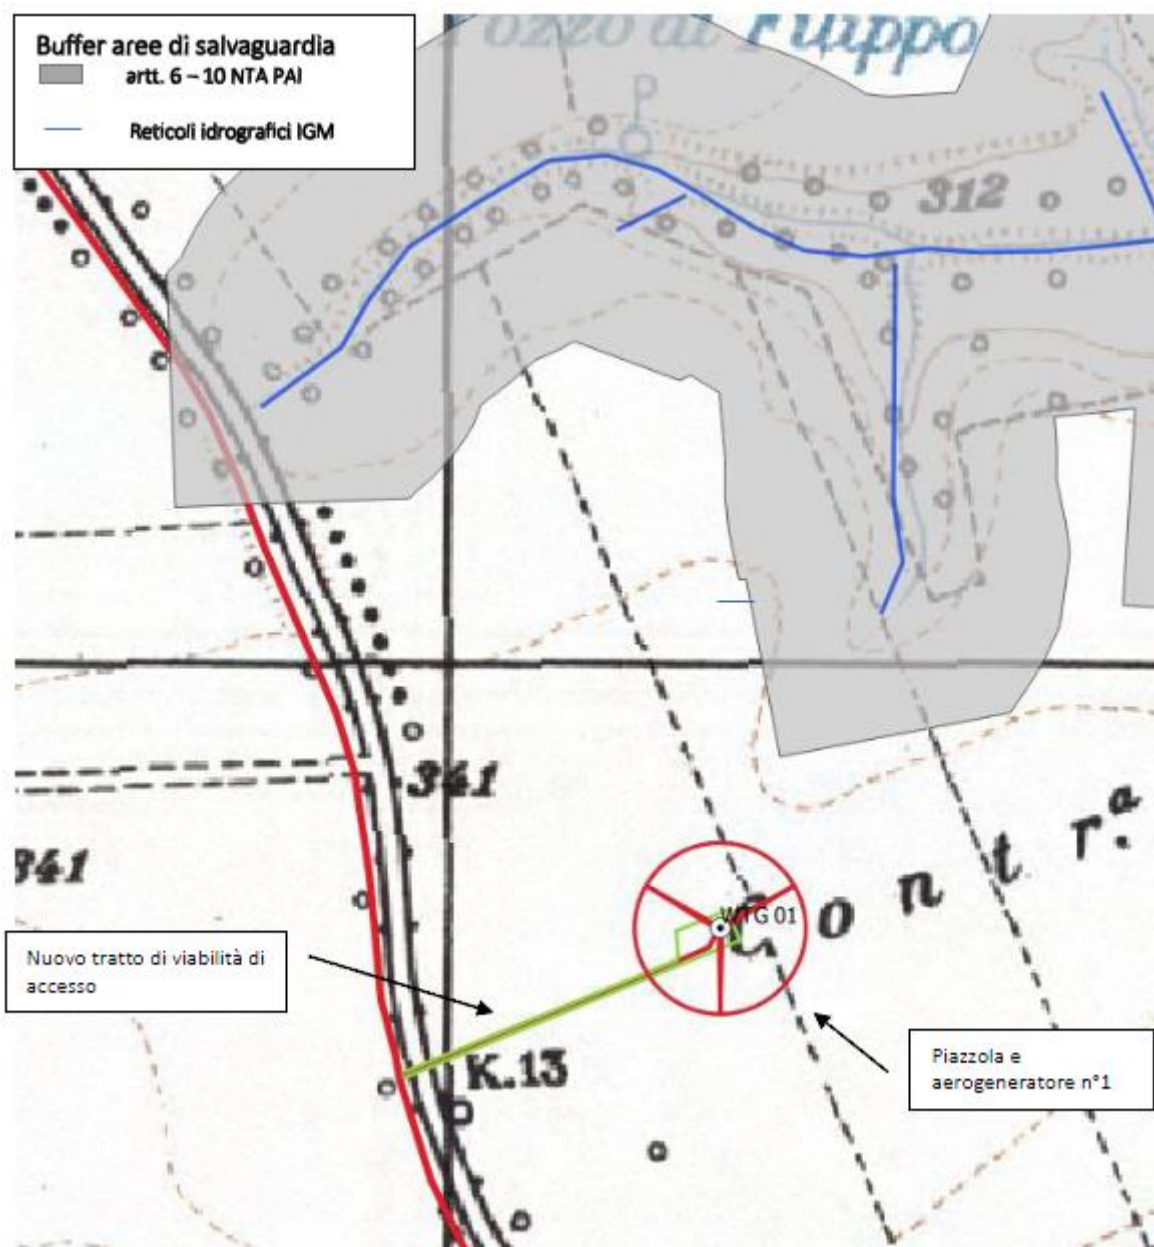 Buffer aree di salvaguardia
artt. 6 – 10 NTA PAI
Reticoli idrografici IGM
Pozzo di Filippo
P
312
341
341
WTG 01
C o n t r.a
Nuovo tratto di viabilità di
accesso
Piazzola e
aerogeneratore n°1
K.13